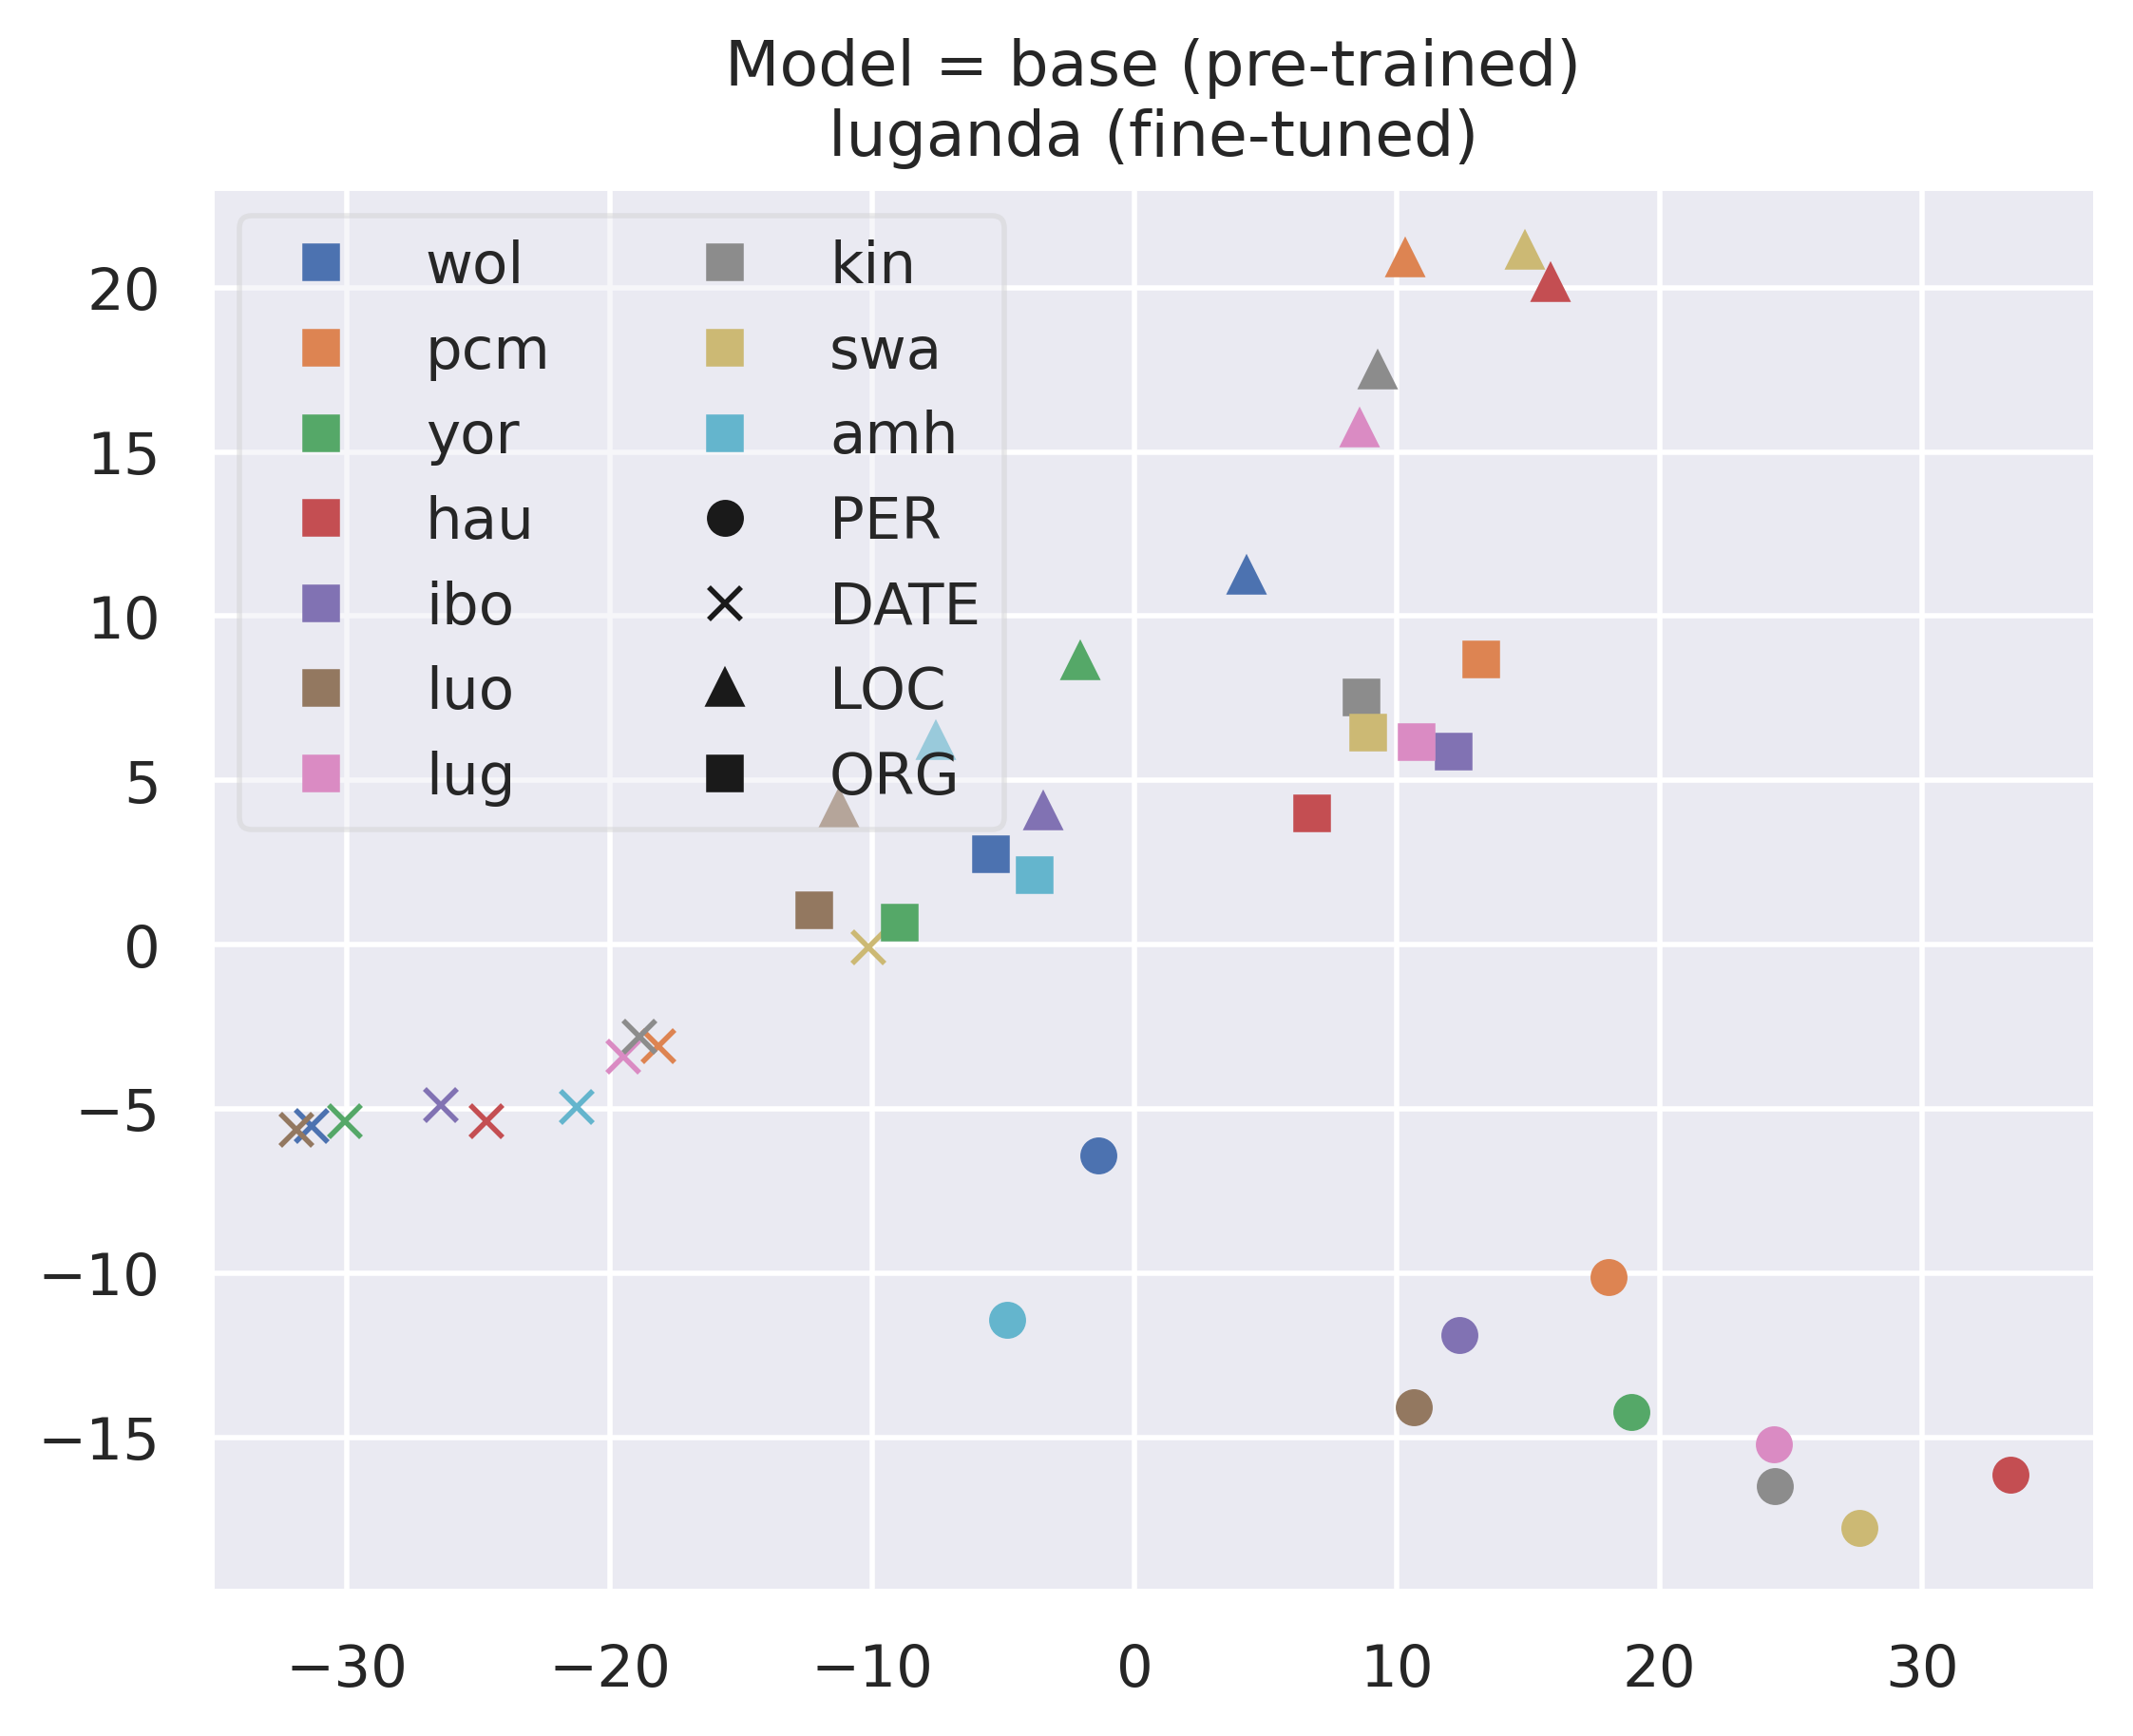 Model = base (pre-trained)
luganda (fine-tuned)
wol
pcm
yor
hau
ibo
luo
lug
kin
swa
amh
PER
DATE
LOC
ORG
20
15
10
5
0
−5
−10
−15
−30
−20
−10
0
10
20
30